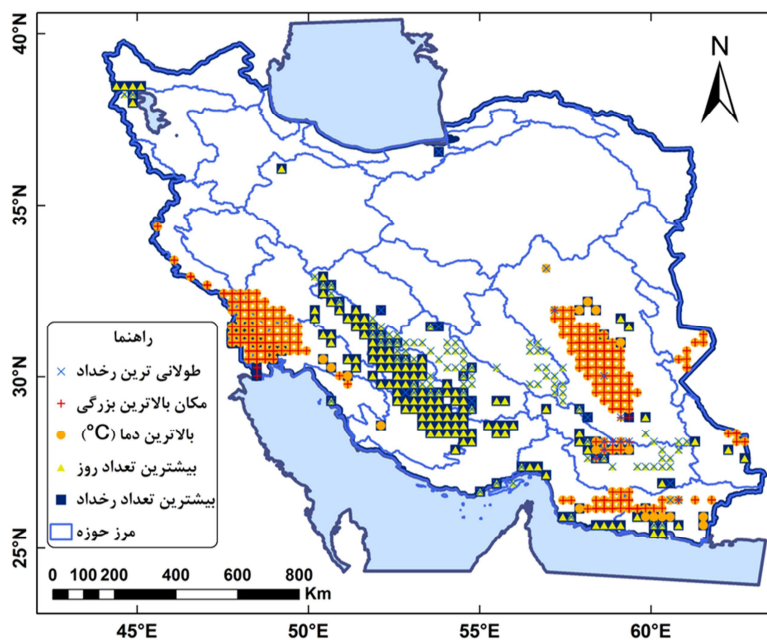 40°N
N
35°N
30°N
25°N
راهنما
طولانی ترین رخداد
مکان بالاترین بزرگی
بالاترین دما (°C)
بیشترین تعداد روز
بیشترین تعداد رخداد
مرز حوزه
0 100 200 400 600 800 Km
45°E 50°E 55°E 60°E